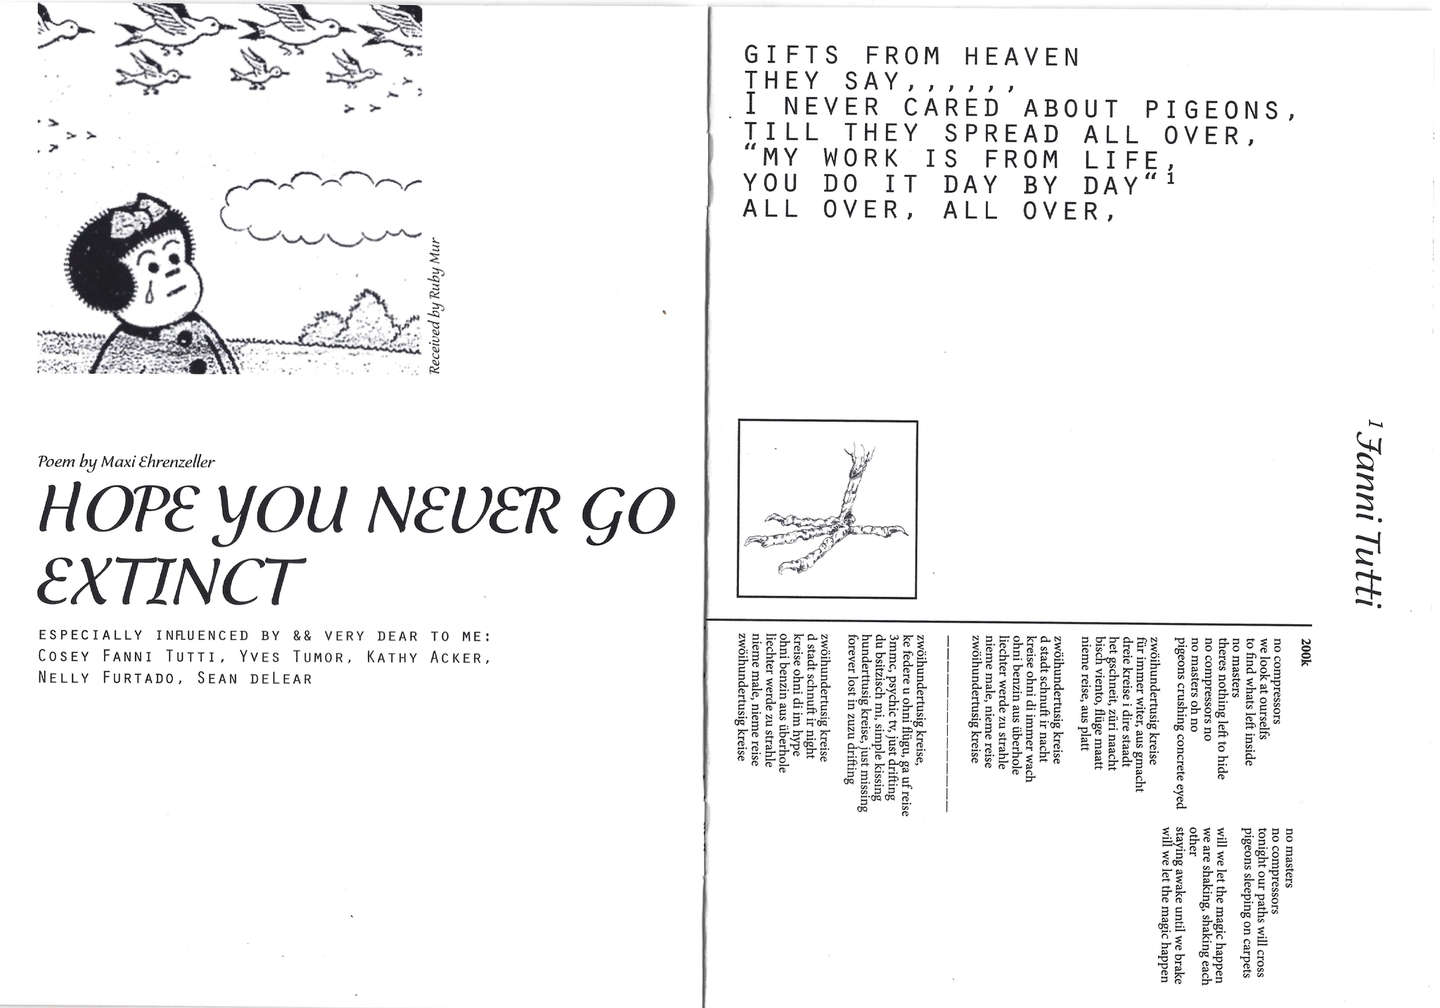 Received by Ruby Mur
Poem by Maxi Ehrenzeller
HOPE YOU NEVER GO
EXTINCT
ESPECIALLY INFLUENCED BY && VERY DEAR TO ME:
COSEY FANNI TUTTI, YVES TUMOR, KATHY ACKER,
NELLY FURTADO, SEAN DELEAR
GIFTS FROM HEAVEN
THEY SAY,,,,,,
I NEVER CARED ABOUT PIGEONS,
TILL THEY SPREAD ALL OVER,
“MY WORK IS FROM LIFE,
YOU DO IT DAY BY DAY“1
ALL OVER, ALL OVER,
1 Fanni Tutti
200k
no compressors
we look at ourselfs
to find whats left inside
no masters
theres nothing left to hide
no compressors no
no masters oh no
pigeons crushing concrete eyed
zwöihundertusig kreise
für immer witer, aus gmacht
dreie kreise i dire staadt
het gschneit, züri naacht
bisch viento, flüge maatt
nieme reise, aus platt
zwöihundertusig kreise
d stadt schnuft ir nacht
kreise ohni di immer wach
ohni benzin aus überhole
liechter werde zu strahle
nieme male, nieme reise
zwöihundertusig kreise
zwöihundertusig kreise,
ke federe u ohni flügu, ga uf reise
3mmc, psychic tv, just drifting
du bsitzisch mi, simple kissing
hunderttusig kreise, just missing
forever lost in zuzu drifting
zwöihundertusig kreise
d stadt schnuft ir night
kreise ohni di im hype
ohni benzin aus überhole
liechter werde zu strahle
nieme male, nieme reise
zwöihundertusig kreise
no masters
no compressors
tonight our paths will cross
pigeons sleeping on carpets
will we let the magic happen
we are shaking, shaking each
other
staying awake until we brake
will we let the magic happen